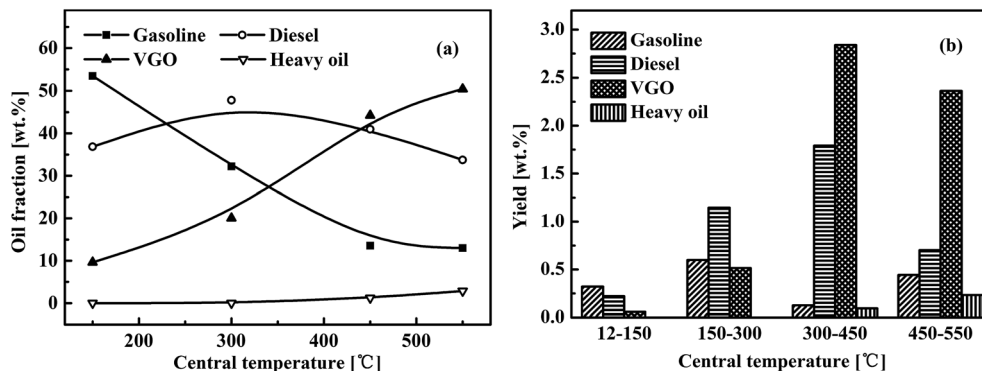 Gasoline Diesel (a)
VGO Heavy oil
60
50
40
30
20
10
0
Oil fraction [wt.%]
200 300 400 500
Central temperature [℃]
Gasoline (b)
Diesel
VGO
Heavy oil
3.0
2.5
2.0
1.5
1.0
0.5
0.0
Yield [wt.%]
12-150 150-300 300-450 450-550
Central temperature [℃]